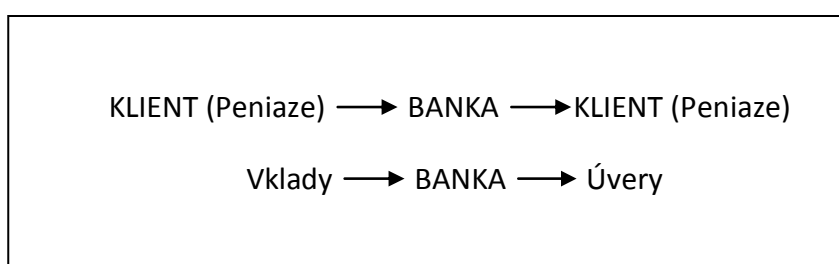 KLIENT (Peniaze) → BANKA → KLIENT (Peniaze)
Vklady → BANKA → Úvery